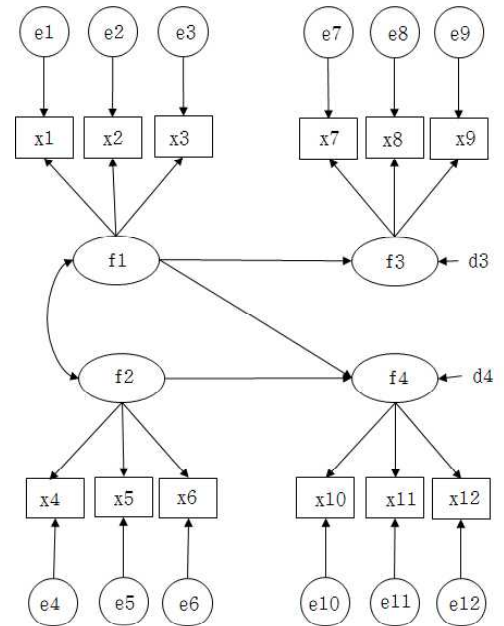 e1 e2 e3 e7 e8 e9
x1 x2 x3 x7 x8 x9
f1 f3 d3
f2 f4 d4
x4 x5 x6 x10 x11 x12
e4 e5 e6 e10 e11 e12